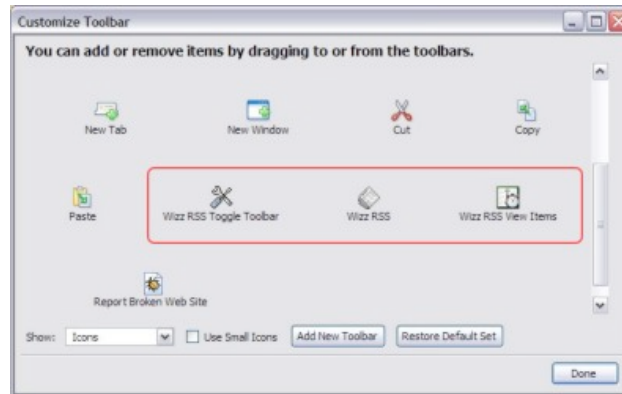 Customize Toolbar
You can add or remove items by dragging to or from the toolbars.
New Tab
New Window
Cut
Copy
Paste
Wizz RSS Toggle Toolbar
Wizz RSS
Wizz RSS View Items
Report Broken Web Site
Show: Icons Use Small Icons Add New Toolbar Restore Default Set
Done